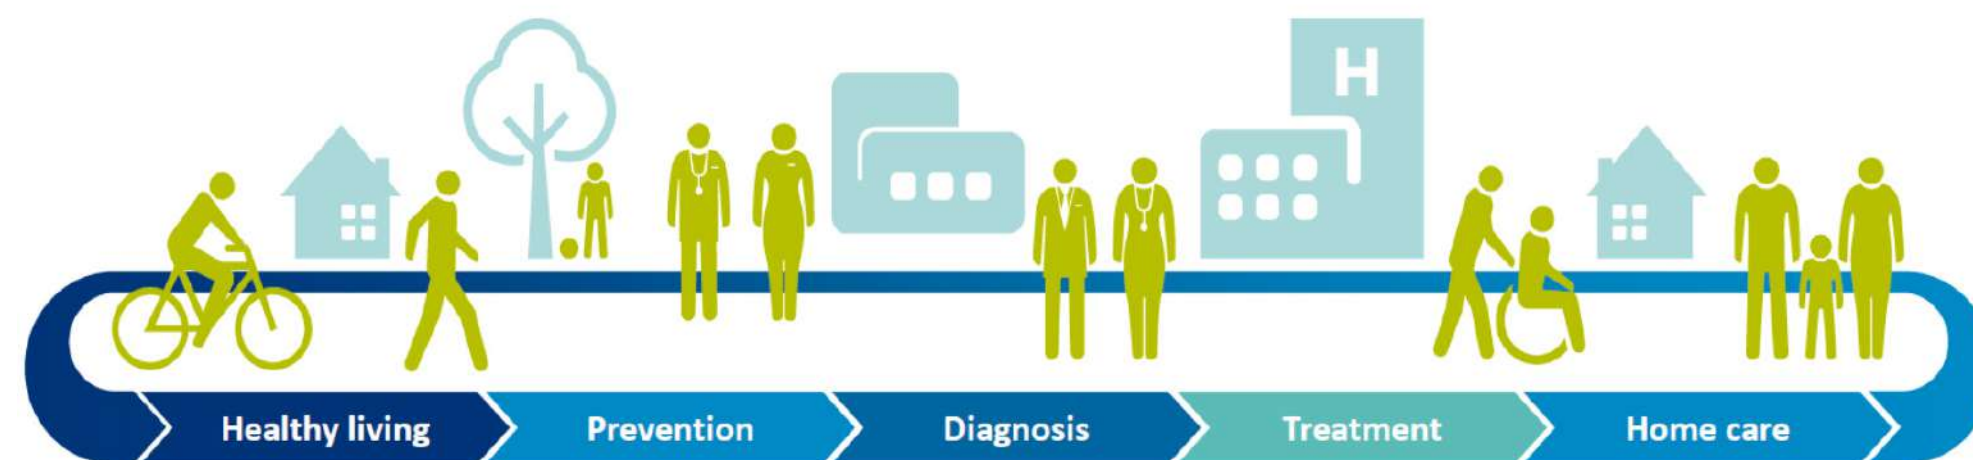 H
Healthy living
Prevention
Diagnosis
Treatment
Home care